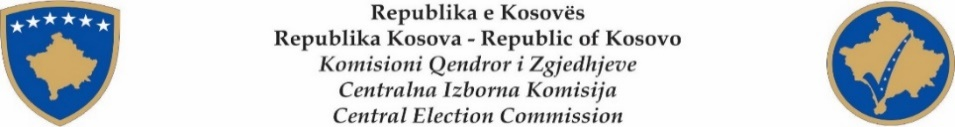 Republika e Kosovës
Republika Kosova - Republic of Kosovo
Komisioni Qendror i Zgjedhjeve
Centralna Izborna Komisija
Central Election Commission